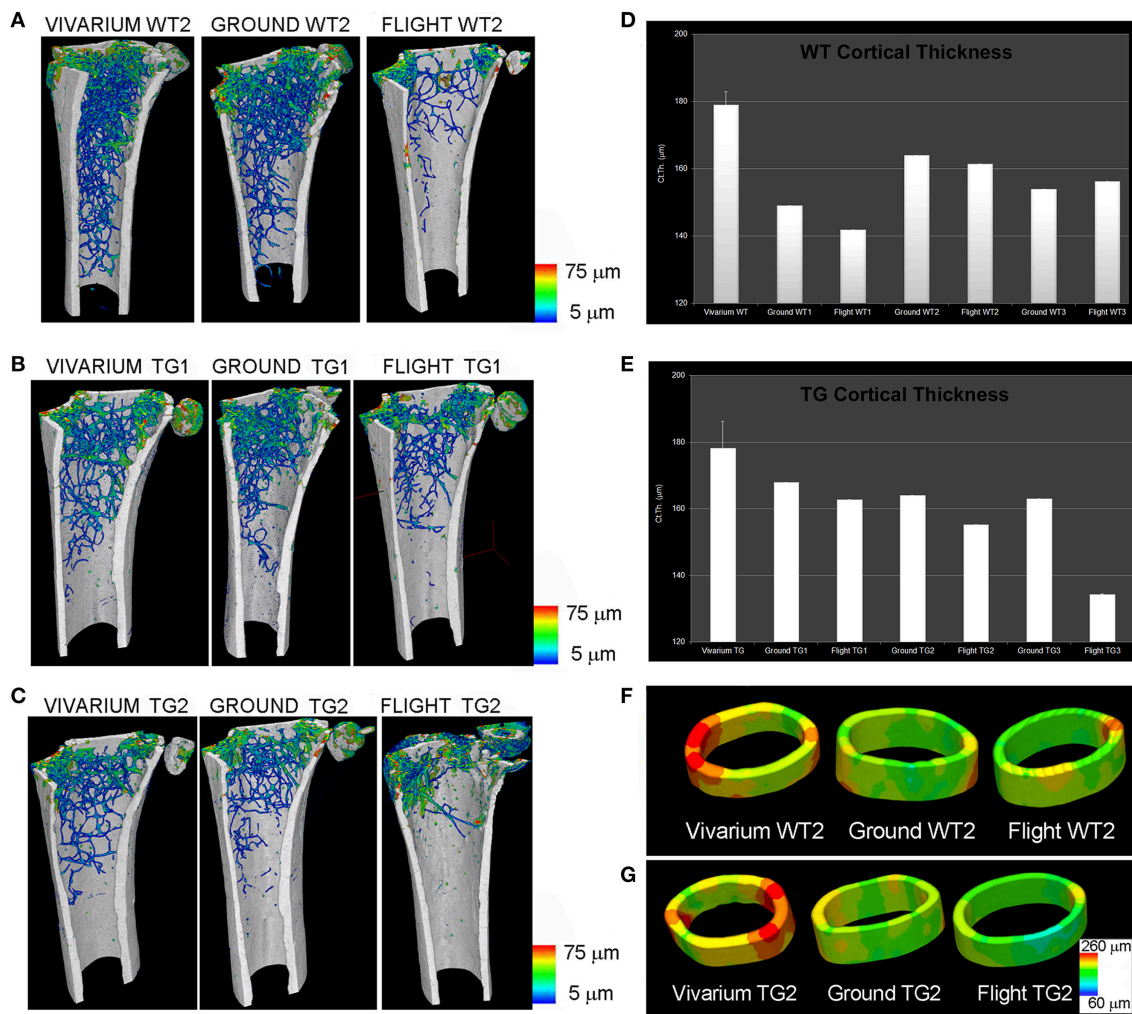 A
VIVARIUM WT2 GROUND WT2 FLIGHT WT2
75 µm
5 µm
B
VIVARIUM TG1 GROUND TG1 FLIGHT TG1
75 µm
5 µm
C
VIVARIUM TG2 GROUND TG2 FLIGHT TG2
75 µm
5 µm
D
WT Cortical Thickness
Ct.Th. (µm)
200
180
160
140
120
Vivarium WT Ground WT1 Flight WT1 Ground WT2 Flight WT2 Ground WT3 Flight WT3
E
TG Cortical Thickness
Ct.Th. (µm)
200
180
160
140
120
Vivarium TG Ground TG1 Flight TG1 Ground TG2 Flight TG2 Ground TG3 Flight TG3
F
Vivarium WT2 Ground WT2 Flight WT2
G
260 µm
60 µm
Vivarium TG2 Ground TG2 Flight TG2